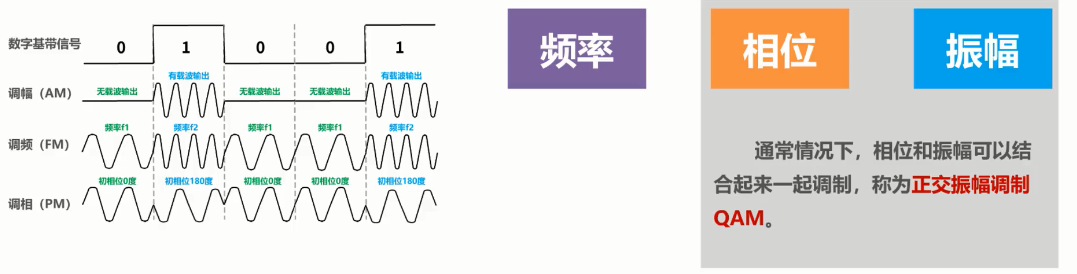 数字基带信号
0 1 0 0 1
调幅（AM）
无载波输出 有载波输出 无载波输出 无载波输出 有载波输出
调频（FM）
频率f1 频率f2 频率f1 频率f1 频率f2
调相（PM）
初相位0度 初相位180度 初相位0度 初相位0度 初相位180度
频率
相位
振幅
通常情况下，相位和振幅可以结
合起来一起调制，称为正交振幅调制
QAM。